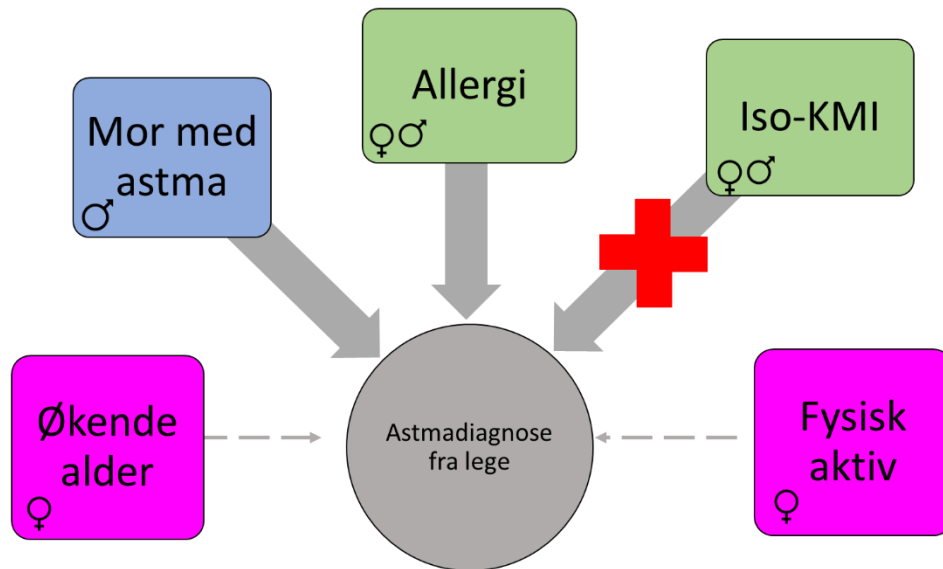 Mor med
astma
♂
Allergi
♀♂
Iso-KMI
♀♂
Økende
alder
♀
Astmadiagnose
fra lege
Fysisk
aktiv
♀